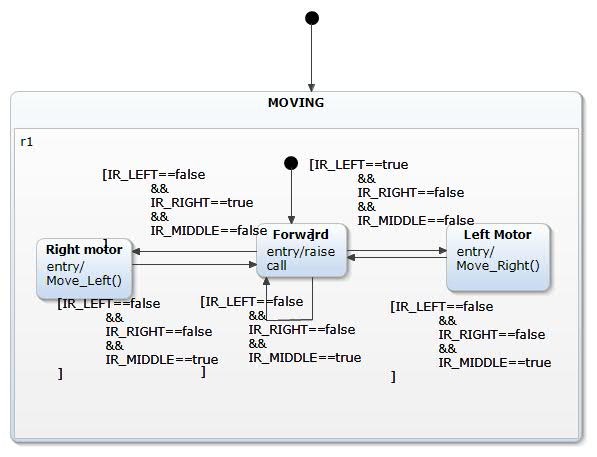 MOVING
r1
[IR_LEFT==false
&&
IR_RIGHT==true
&&
IR_MIDDLE==false
]
[IR_LEFT==true
&&
IR_RIGHT==false
&&
IR_MIDDLE==false
]
Right motor
entry/
Move_Left()
Forward
entry/raise
call
Left Motor
entry/
Move_Right()
[IR_LEFT==false
&&
IR_RIGHT==false
&&
IR_MIDDLE==true
]
[IR_LEFT==false
&&
IR_RIGHT==false
&&
IR_MIDDLE==true
]
[IR_LEFT==false
&&
IR_RIGHT==false
&&
IR_MIDDLE==true
]